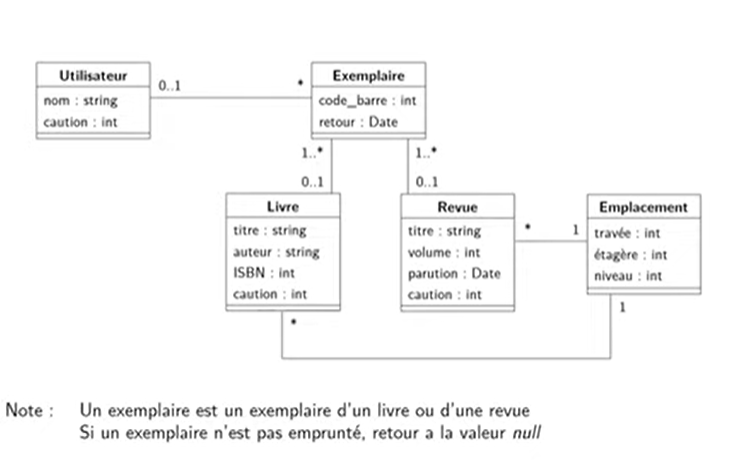 Utilisateur
nom : string
caution : int
0..1
*
Exemplaire
code_barre : int
retour : Date
1..*
1..*
0..1
0..1
Livre
titre : string
auteur : string
ISBN : int
caution : int
Revue
titre : string
volume : int
parution : Date
caution : int
*
1
Emplacement
travée : int
étagère : int
niveau : int
*
1
Note : Un exemplaire est un exemplaire d'un livre ou d'une revue
Si un exemplaire n'est pas emprunté, retour a la valeur null